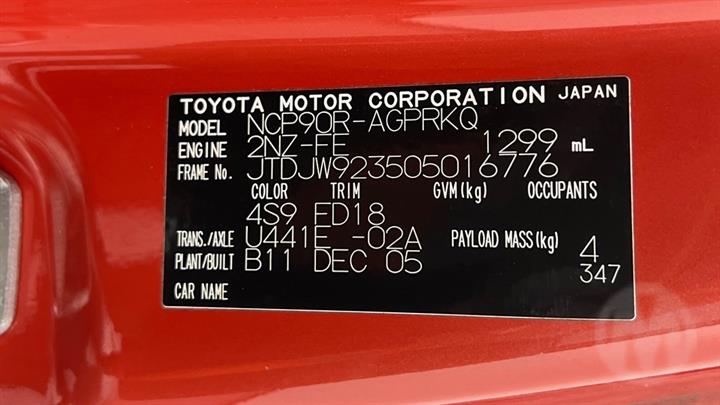 TOYOTA MOTOR CORPORATION JAPAN
MODEL NCP90R-AGPRKQ
ENGINE 2NZ-FE 1299 mL
FRAME No. JTDJW923505016776
COLOR TRIM GVM(kg) OCCUPANTS
4S9 FD18
TRANS./AXLE U441E -02A PAYLOAD MASS(kg) 4
PLANT/BUILT B11 DEC 05 347
CAR NAME